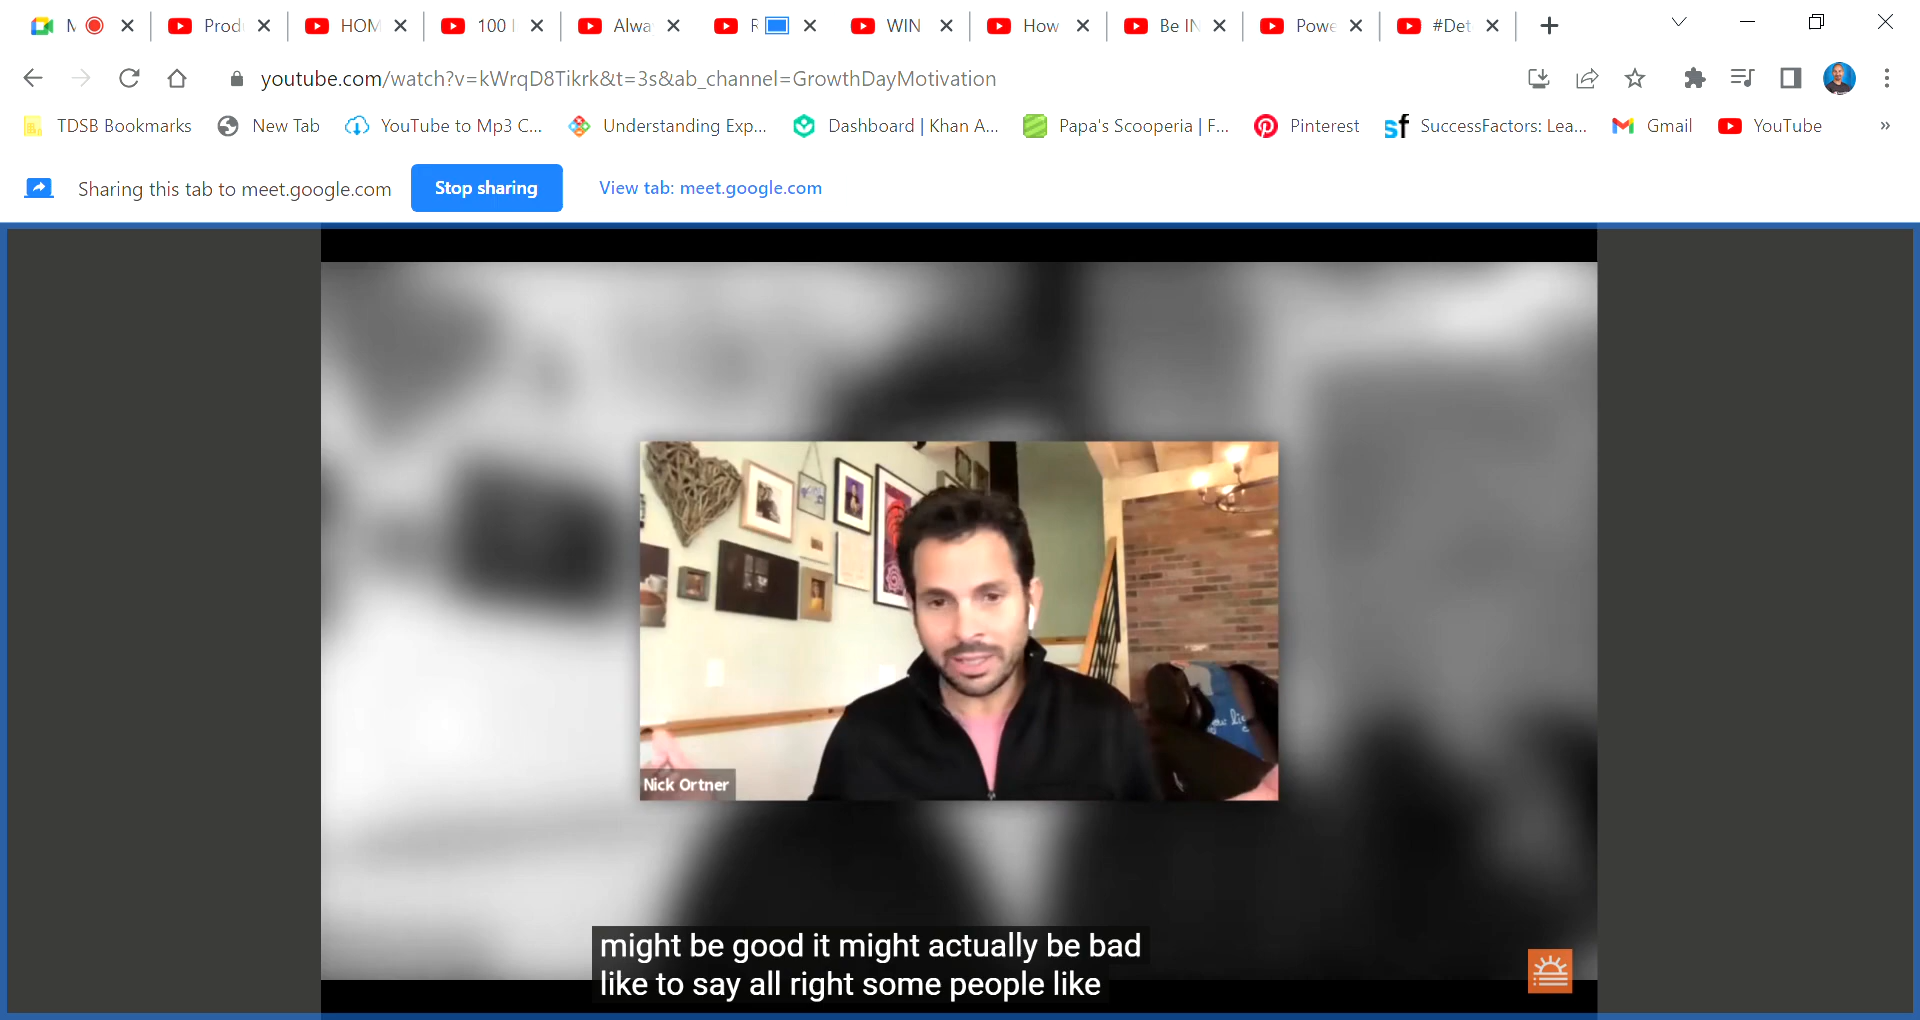 M
Prod
HOM
100
Alwa
R
WIN
How
Be IN
Powe
#Det
youtube.com/watch?v=kWrqD8Tikrk&t=3s&ab_channel=GrowthDayMotivation
TDSB Bookmarks
New Tab
YouTube to Mp3 C...
Understanding Exp...
Dashboard | Khan A...
Papa's Scooperia | F...
Pinterest
sf SuccessFactors: Lea...
Gmail
YouTube
»
Sharing this tab to meet.google.com
Stop sharing
View tab: meet.google.com
Nick Ortner
might be good it might actually be bad
like to say all right some people like